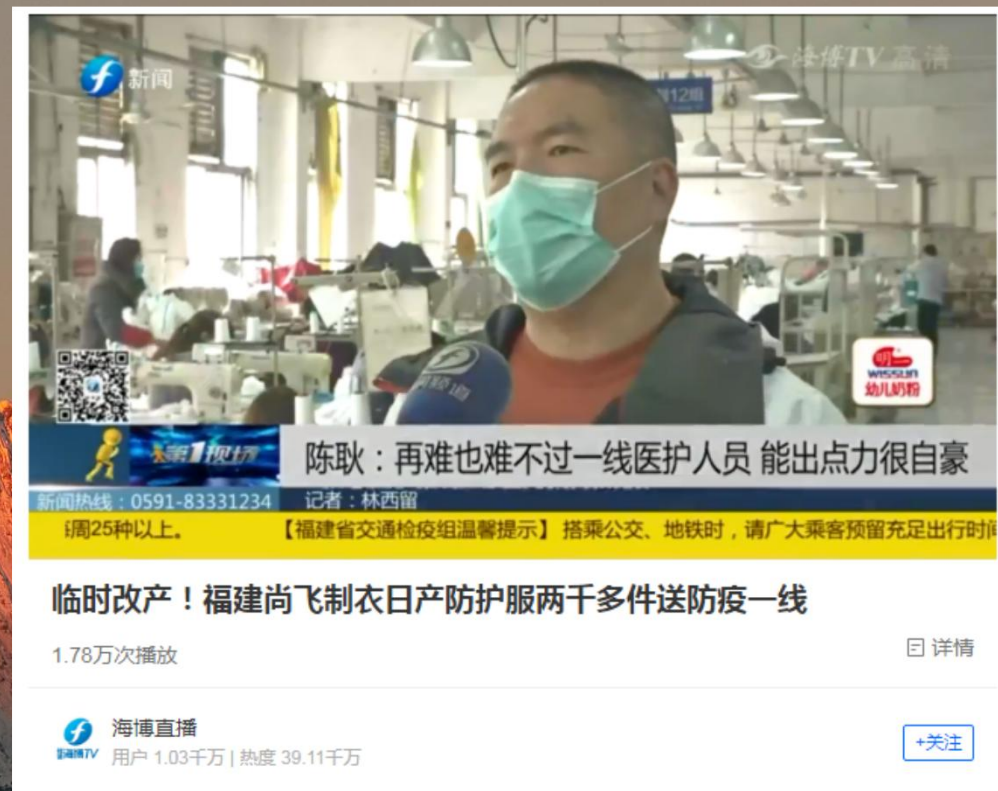 新闻
海博TV 高清
明一
WISSUN
幼儿奶粉
第1现场
陈耿：再难也难不过一线医护人员 能出点力很自豪
新闻热线：0591-83331234
记者：林西留
周25种以上。
【福建省交通检疫组温馨提示】 搭乘公交、地铁时，请广大乘客预留充足出行时间
临时改产！福建尚飞制衣日产防护服两千多件送防疫一线
1.78万次播放
详情
海博直播
海博TV
用户 1.03千万 | 热度 39.11千万
+关注